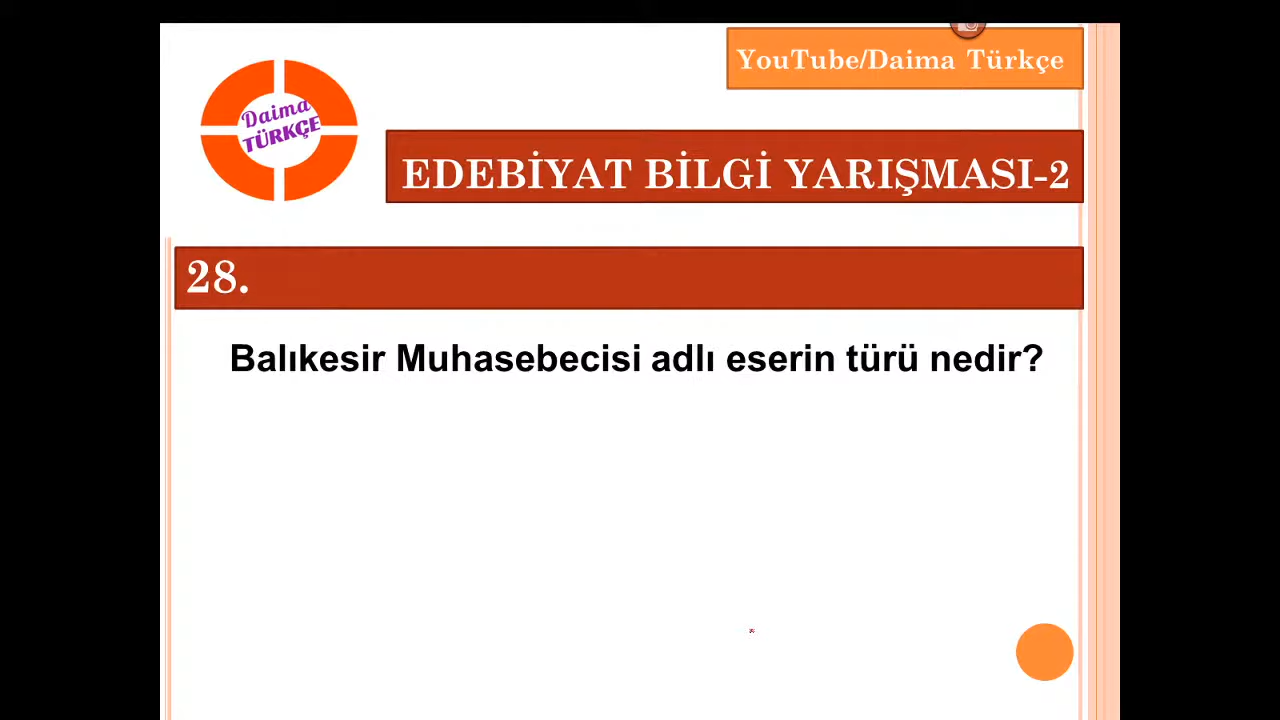 YouTube/Daima Türkçe
Daima
TÜRKÇE
EDEBİYAT BİLGİ YARIŞMASI-2
28.
Balıkesir Muhasebecisi adlı eserin türü nedir?